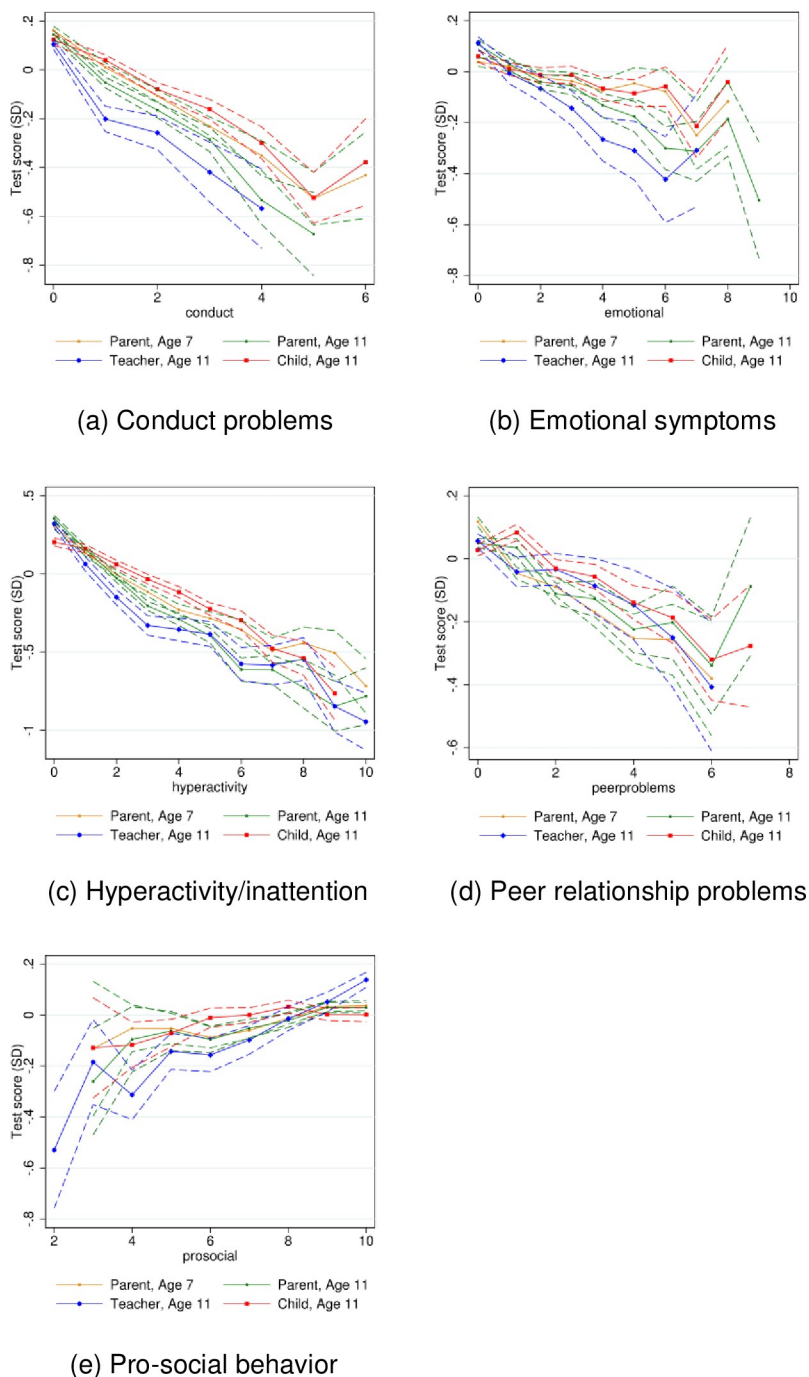 .2
0
-.2
-.4
-.6
-.8
Test score (SD)
0 2 4 6
conduct
Parent, Age 7 Parent, Age 11
Teacher, Age 11 Child, Age 11
(a) Conduct problems
.2
0
-.2
-.4
-.6
-.8
Test score (SD)
0 2 4 6 8 10
emotional
Parent, Age 7 Parent, Age 11
Teacher, Age 11 Child, Age 11
(b) Emotional symptoms
.5
0
-.5
-1
Test score (SD)
0 2 4 6 8 10
hyperactivity
Parent, Age 7 Parent, Age 11
Teacher, Age 11 Child, Age 11
(c) Hyperactivity/inattention
.2
0
-.2
-.4
-.6
Test score (SD)
0 2 4 6 8
peerproblems
Parent, Age 7 Parent, Age 11
Teacher, Age 11 Child, Age 11
(d) Peer relationship problems
.2
0
-.2
-.4
-.6
-.8
Test score (SD)
2 4 6 8 10
prosocial
Parent, Age 7 Parent, Age 11
Teacher, Age 11 Child, Age 11
(e) Pro-social behavior